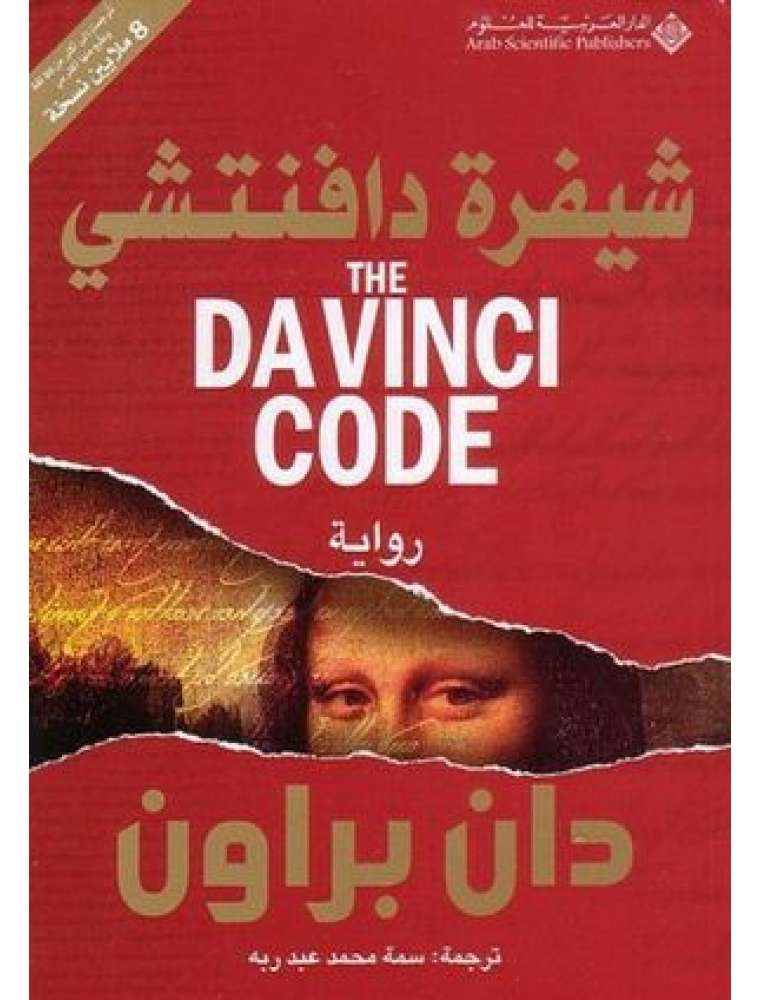 الدار العربية للعلوم
Arab Scientific Publishers
8 ملايين نسخة
شيفرة دافنتشي
THE
DA VINCI
CODE
رواية
دان براون
ترجمة: سمة محمد عبد ربه